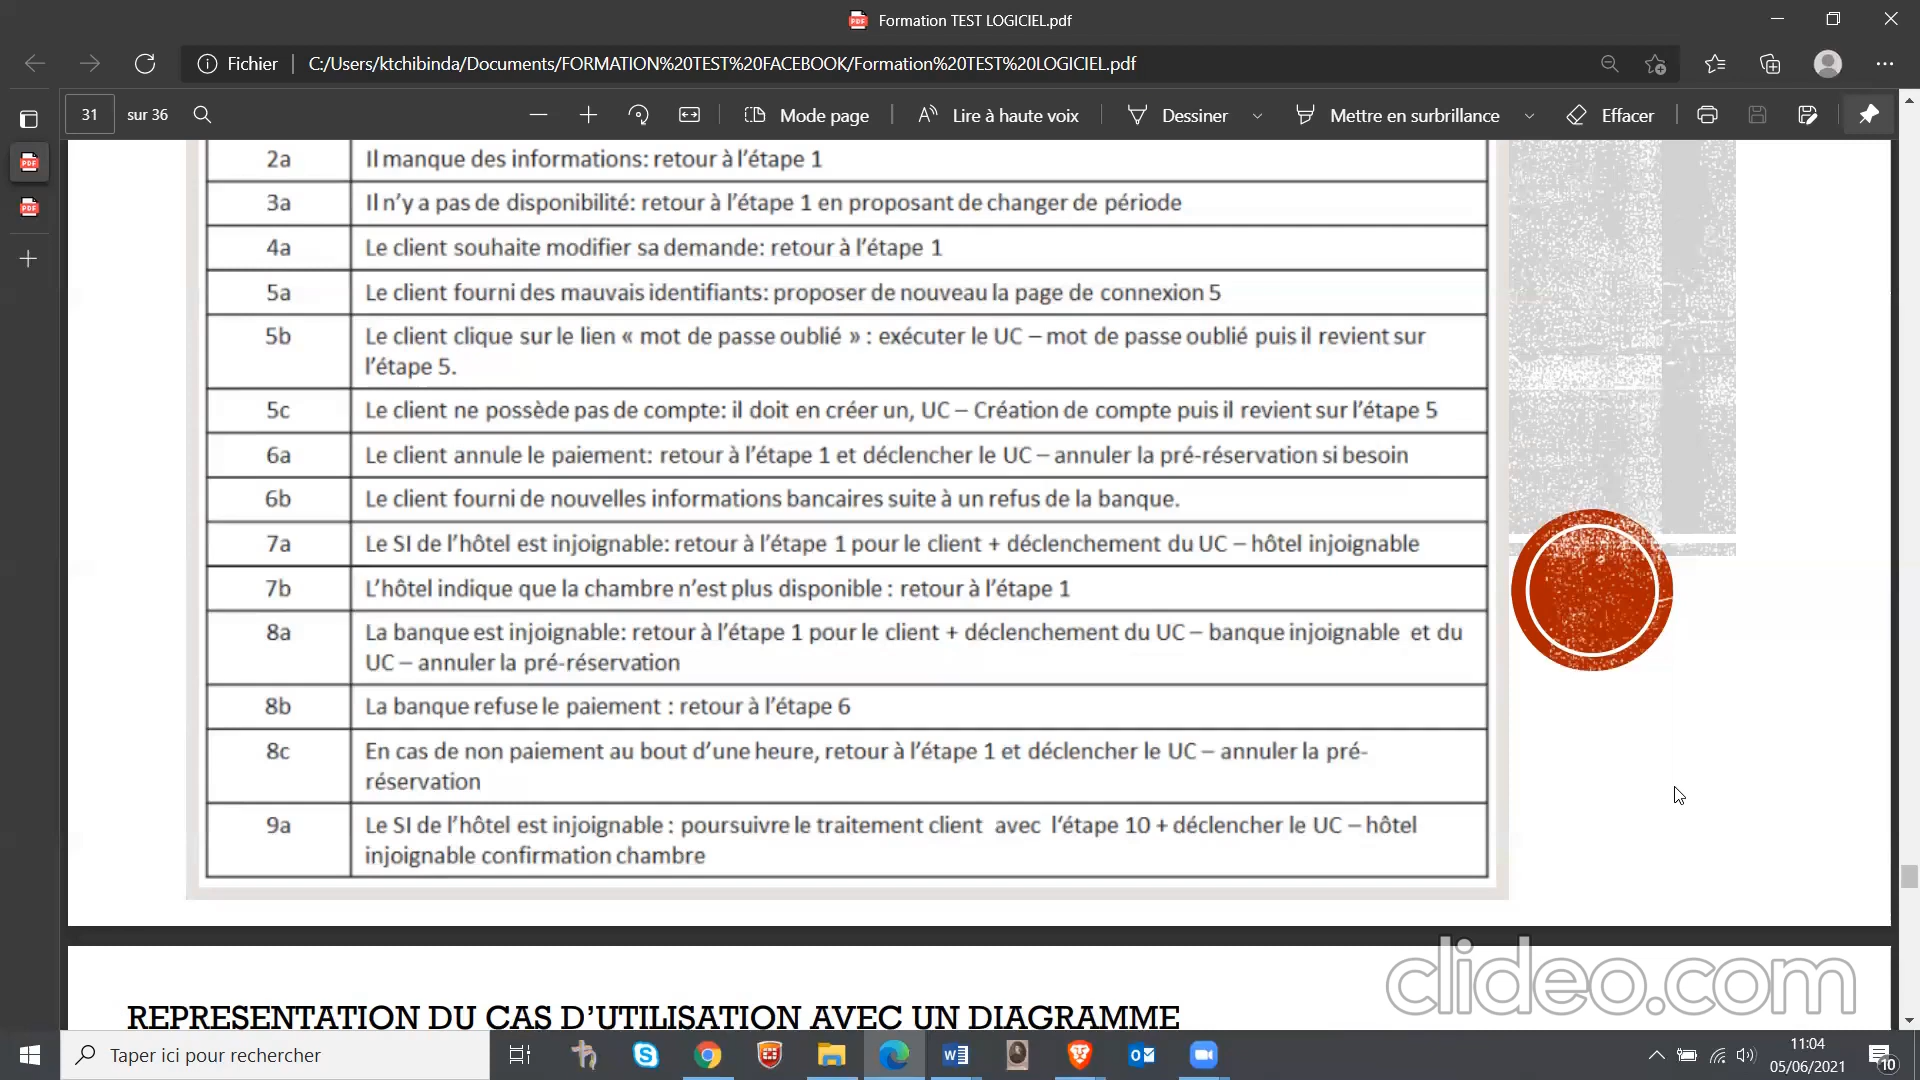 Formation TEST LOGICIEL.pdf
Fichier
C:/Users/ktchibinda/Documents/FORMATION%20TEST%20FACEBOOK/Formation%20TEST%20LOGICIEL.pdf
31 sur 36
Mode page
Lire à haute voix
Dessiner
Mettre en surbrillance
Effacer
2a Il manque des informations: retour à l'étape 1
3a Il n'y a pas de disponibilité: retour à l'étape 1 en proposant de changer de période
4a Le client souhaite modifier sa demande: retour à l'étape 1
5a Le client fourni des mauvais identifiants: proposer de nouveau la page de connexion 5
5b Le client clique sur le lien « mot de passe oublié » : exécuter le UC – mot de passe oublié puis il revient sur
l'étape 5.
5c Le client ne possède pas de compte: il doit en créer un, UC – Création de compte puis il revient sur l'étape 5
6a Le client annule le paiement: retour à l'étape 1 et déclencher le UC – annuler la pré-réservation si besoin
6b Le client fourni de nouvelles informations bancaires suite à un refus de la banque.
7a Le SI de l'hôtel est injoignable: retour à l'étape 1 pour le client + déclenchement du UC – hôtel injoignable
7b L'hôtel indique que la chambre n'est plus disponible : retour à l'étape 1
8a La banque est injoignable: retour à l'étape 1 pour le client + déclenchement du UC – banque injoignable et du
UC – annuler la pré-réservation
8b La banque refuse le paiement : retour à l'étape 6
8c En cas de non paiement au bout d'une heure, retour à l'étape 1 et déclencher le UC – annuler la pré-
réservation
9a Le SI de l'hôtel est injoignable : poursuivre le traitement client avec l'étape 10 + déclencher le UC – hôtel
injoignable confirmation chambre
clideo.com
REPRESENTATION DU CAS D'UTILISATION AVEC UN DIAGRAMME
Taper ici pour rechercher
11:04
05/06/2021
10